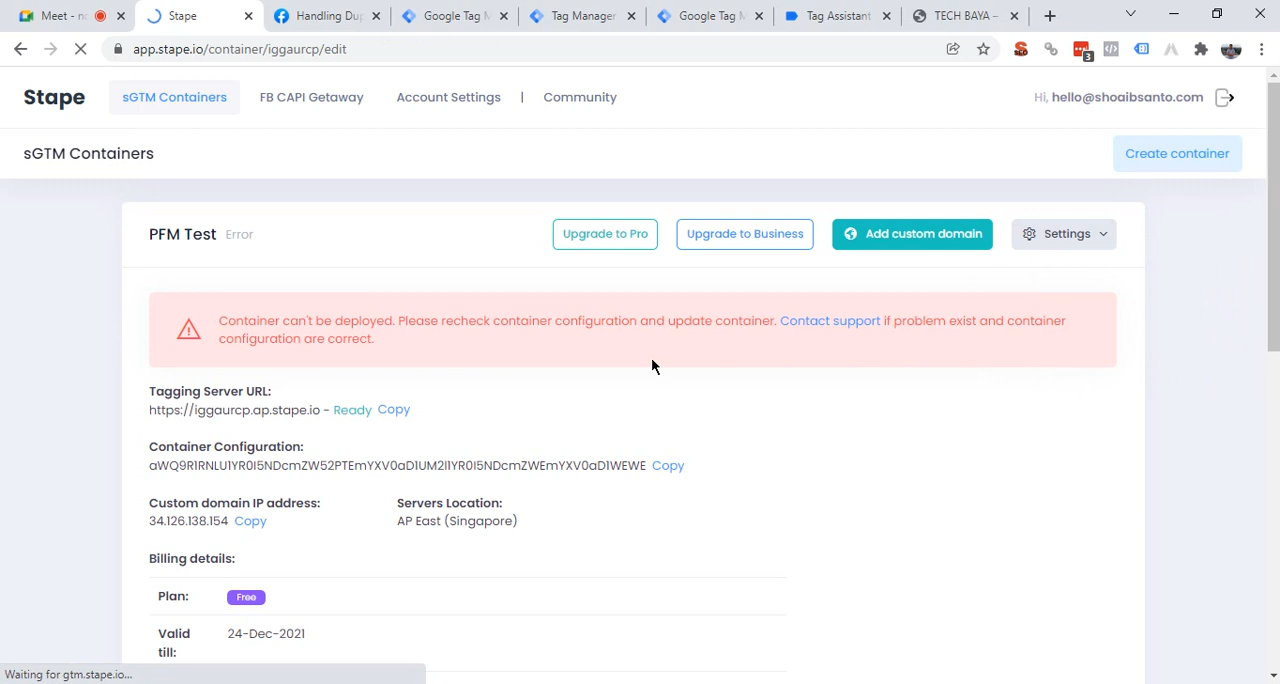 Meet - n
Stape
Handling Dup
Google Tag M
Tag Manager
Google Tag M
Tag Assistant
TECH BAYA –
app.stape.io/container/iggaurcp/edit
3
Stape
sGTM Containers
FB CAPI Getaway
Account Settings
|
Community
Hi, hello@shoaibsanto.com
sGTM Containers
Create container
PFM Test Error
Upgrade to Pro
Upgrade to Business
Add custom domain
Settings
Container can't be deployed. Please recheck container configuration and update container. Contact support if problem exist and container
configuration are correct.
Tagging Server URL:
https://iggaurcp.ap.stape.io - Ready Copy
Container Configuration:
Copy
Custom domain IP address:
34.126.138.154 Copy
Servers Location:
AP East (Singapore)
Billing details:
Plan:
Free
Valid
till:
24-Dec-2021
Waiting for gtm.stape.io...